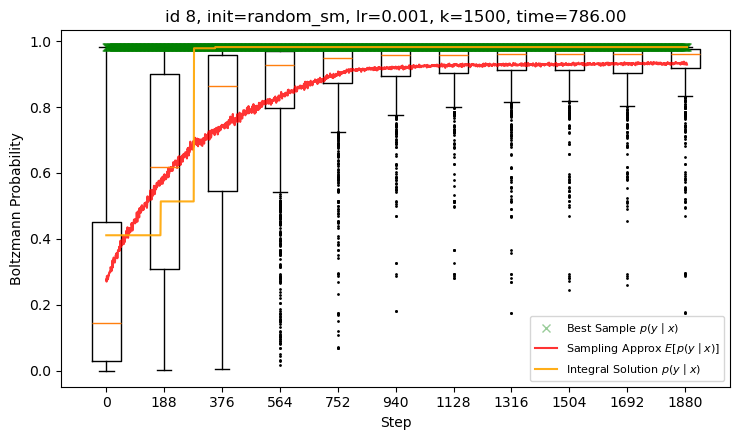 id 8, init=random_sm, lr=0.001, k=1500, time=786.00
Boltzmann Probability
1.0
0.8
0.6
0.4
0.2
0.0
0 188 376 564 752 940 1128 1316 1504 1692 1880
Step
Best Sample p(y | x)
Sampling Approx E[p(y | x)]
Integral Solution p(y | x)